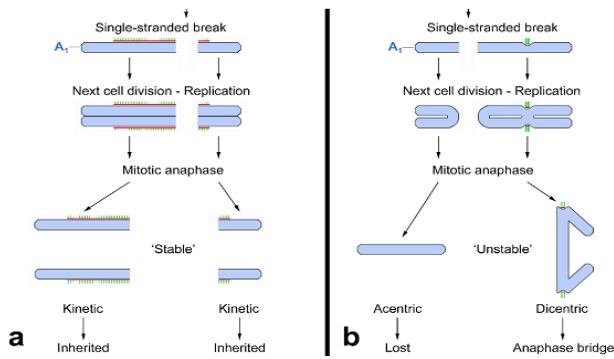 Single-stranded break
A1
Next cell division - Replication
Mitotic anaphase
'Stable'
Kinetic Kinetic
Inherited Inherited
a
Single-stranded break
A1
Next cell division - Replication
Mitotic anaphase
'Unstable'
Acentric Dicentric
Lost Anaphase bridge
b